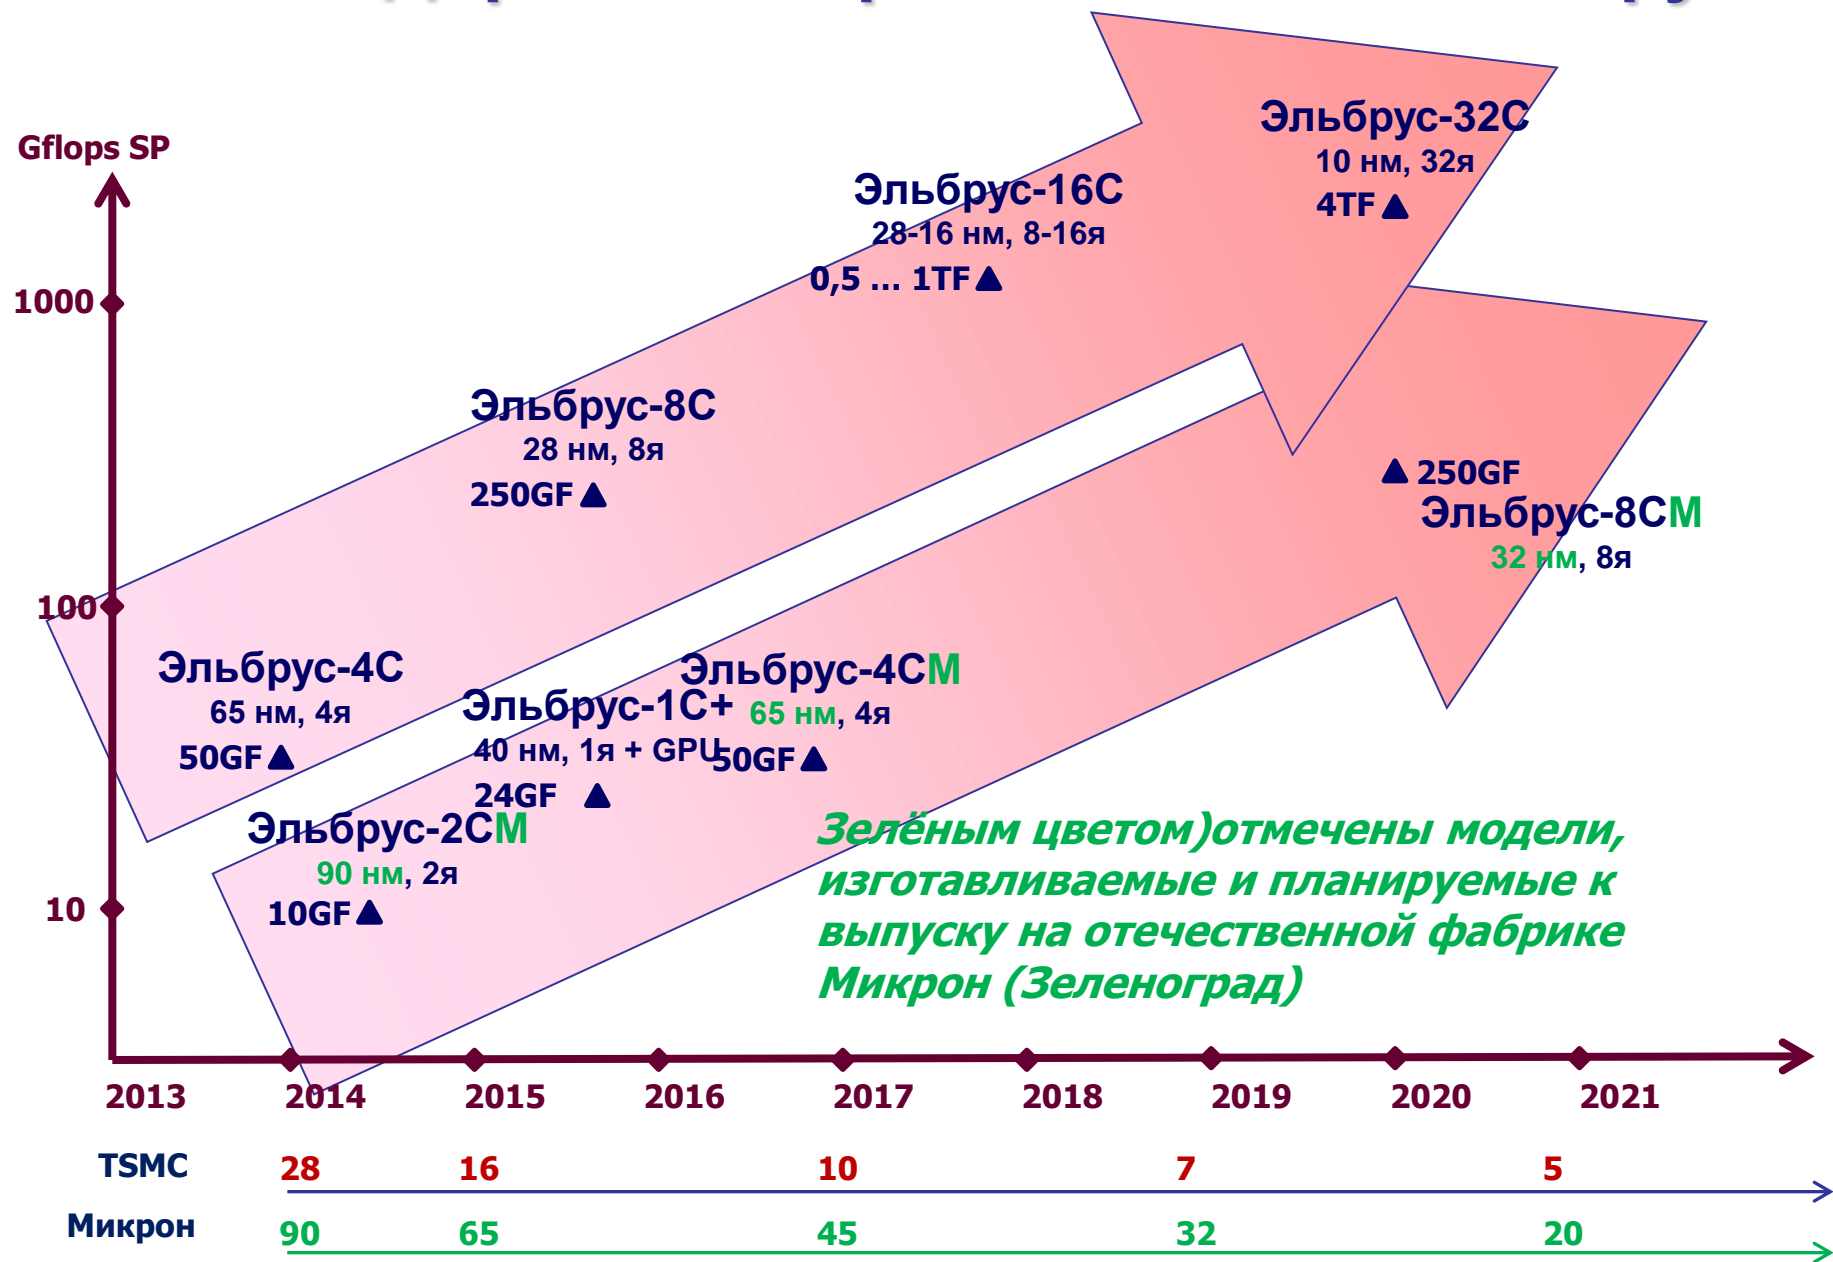 Gflops SP
1000
100
10
Эльбрус-32С
10 нм, 32я
4TF
Эльбрус-16С
28-16 нм, 8-16я
0,5 ... 1TF
Эльбрус-8С
28 нм, 8я
250GF
250GF
Эльбрус-8СМ
32 нм, 8я
Эльбрус-4С
65 нм, 4я
50GF
Эльбрус-4СМ
65 нм, 4я
50GF
Эльбрус-1С+
40 нм, 1я + GPU
24GF
Эльбрус-2СМ
90 нм, 2я
10GF
Зелёным цветом)отмечены модели,
изготавливаемые и планируемые к
выпуску на отечественной фабрике
Микрон (Зеленоград)
2013 2014 2015 2016 2017 2018 2019 2020 2021
TSMC 28 16 10 7 5
Микрон 90 65 45 32 20